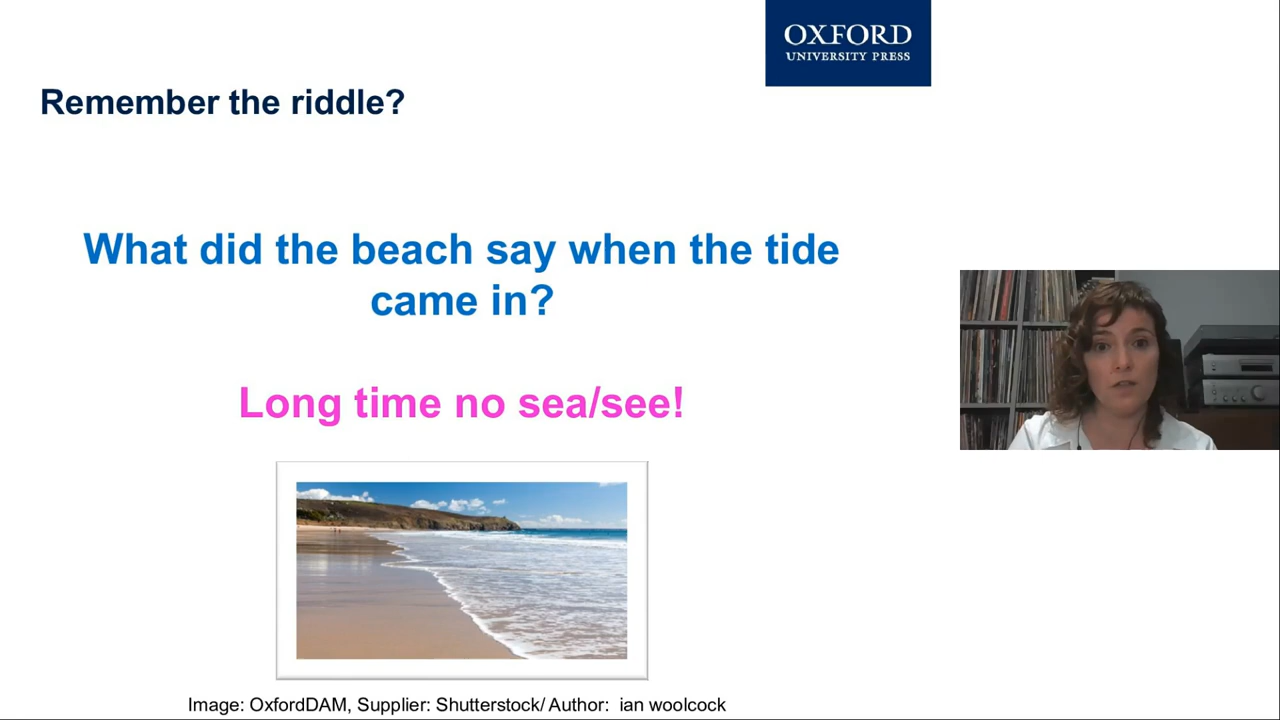 OXFORD
UNIVERSITY PRESS
Remember the riddle?
What did the beach say when the tide
came in?
Long time no sea/see!
Image: OxfordDAM, Supplier: Shutterstock/ Author:  ian woolcock